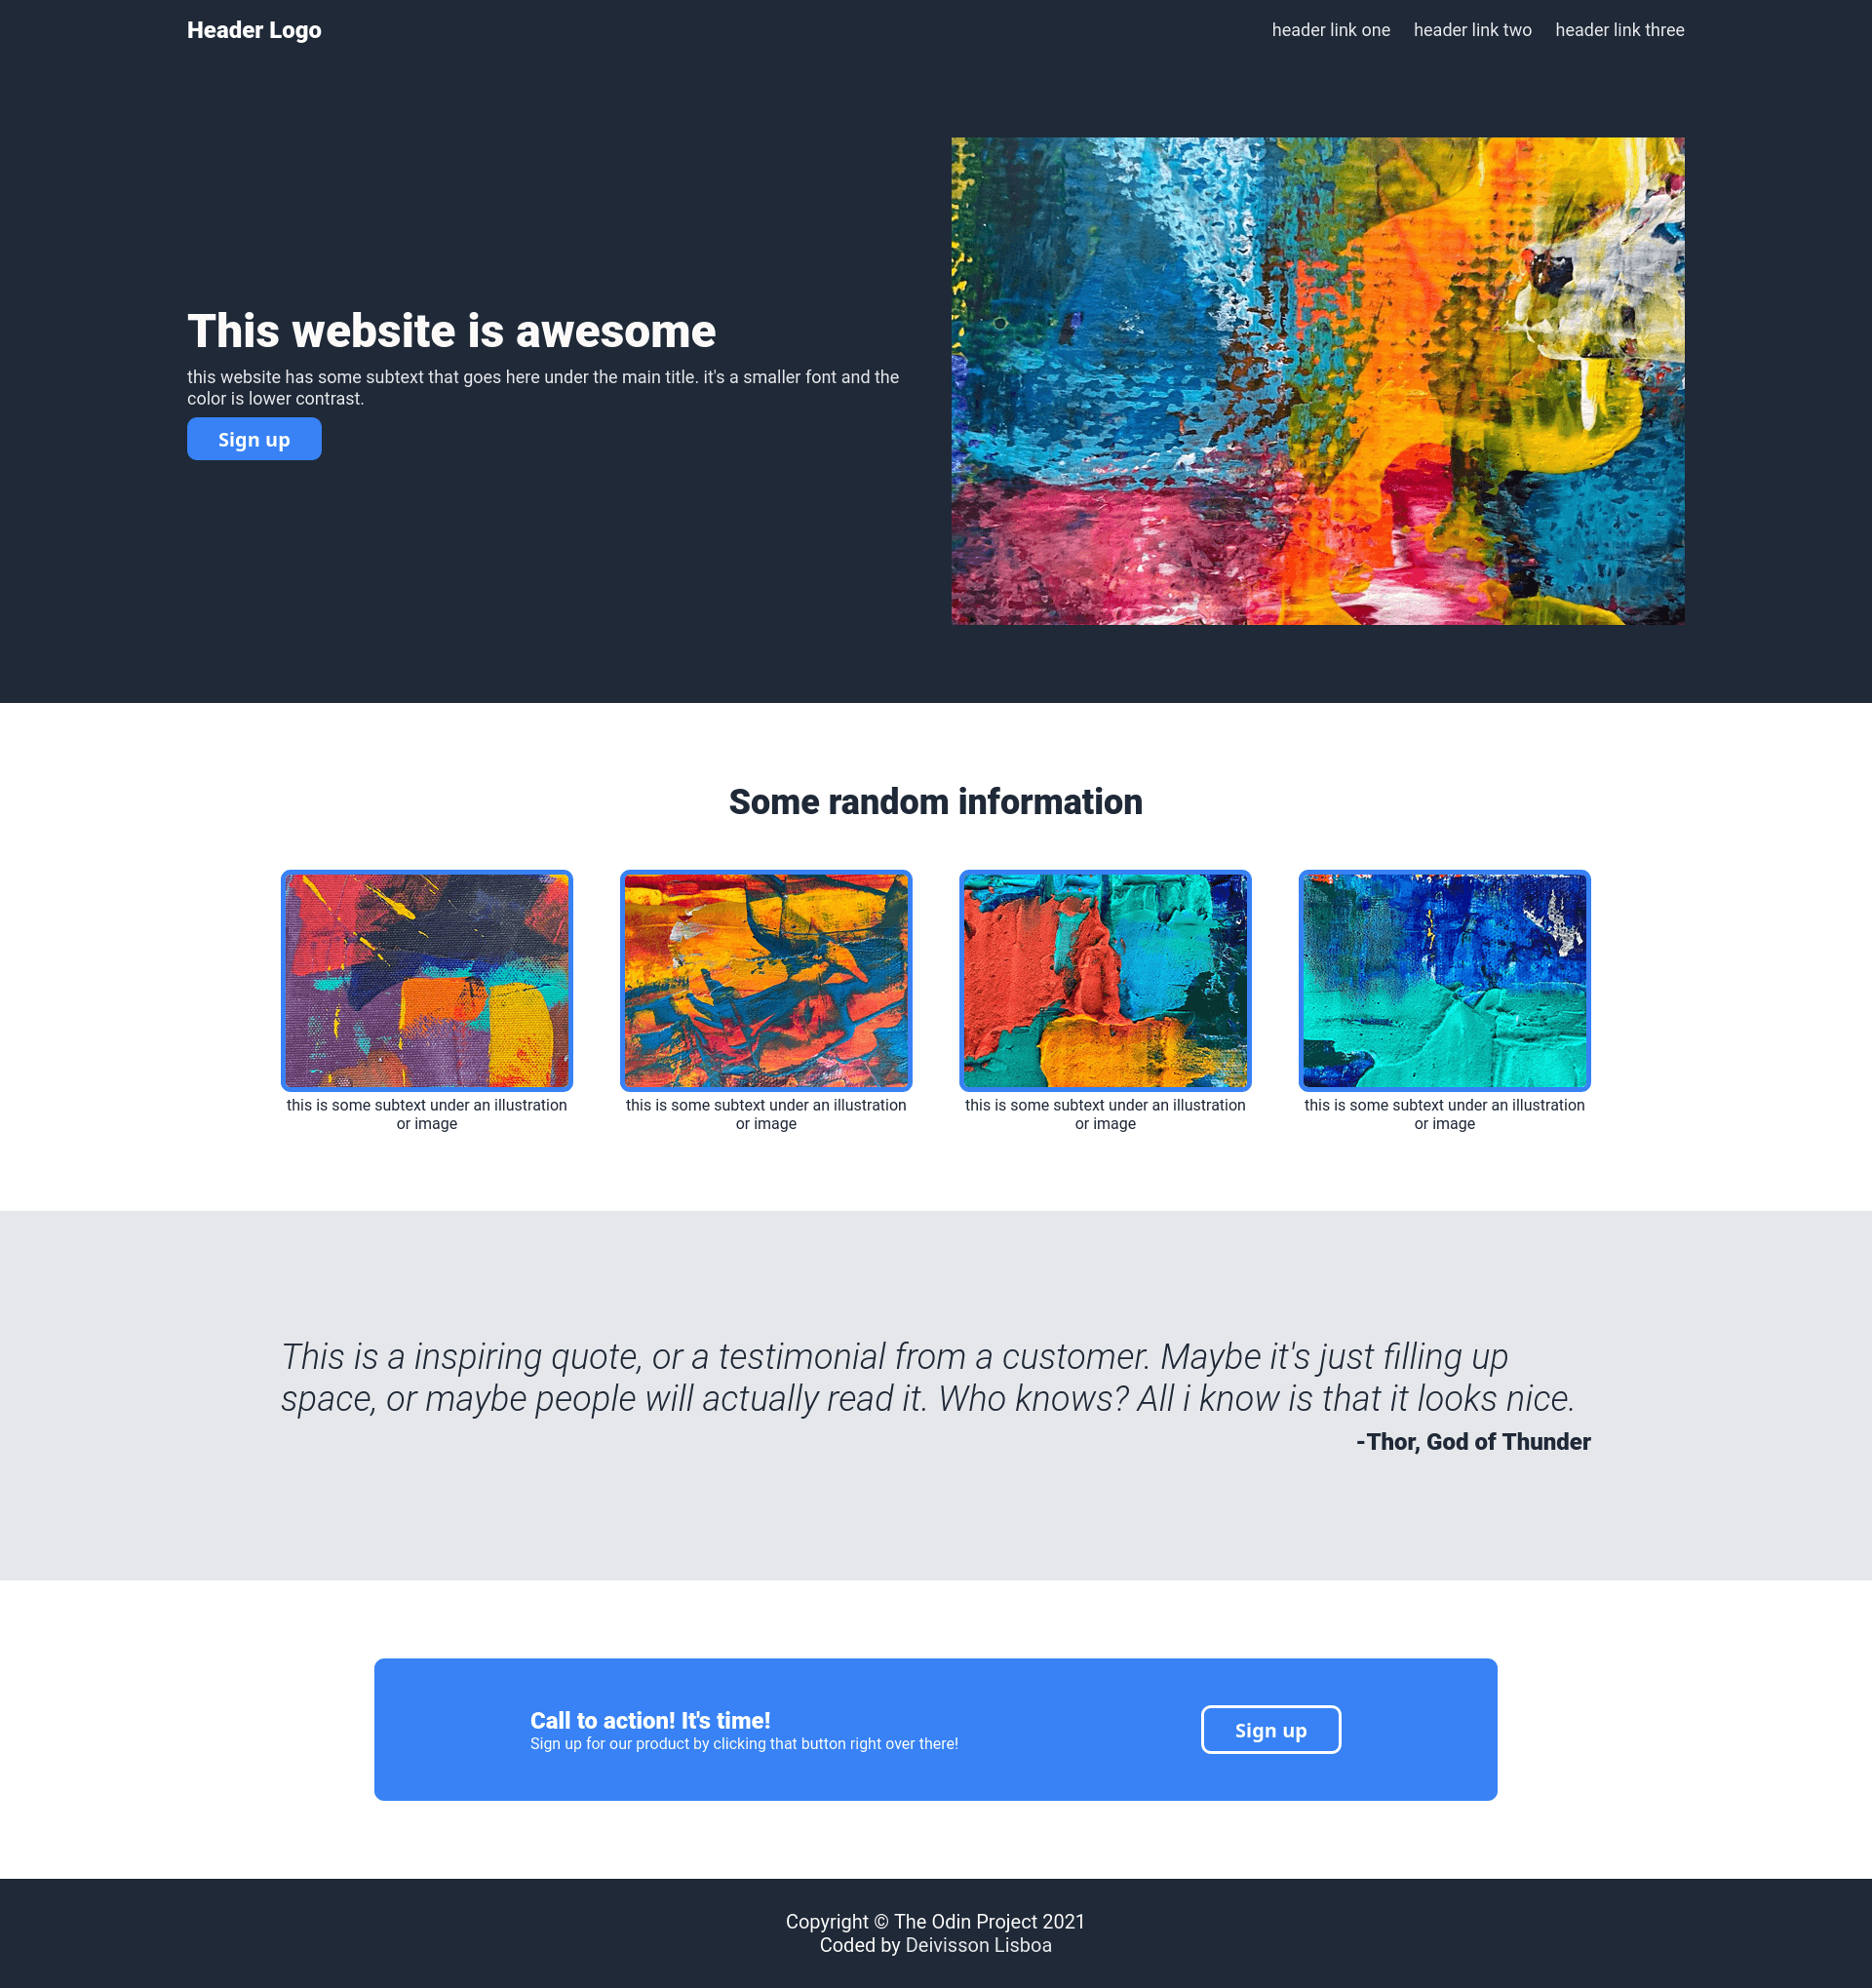 Header Logo
header link one
header link two
header link three
This website is awesome
this website has some subtext that goes here under the main title. it's a smaller font and the
color is lower contrast.
Sign up
Some random information
this is some subtext under an illustration
or image
this is some subtext under an illustration
or image
this is some subtext under an illustration
or image
this is some subtext under an illustration
or image
This is a inspiring quote, or a testimonial from a customer. Maybe it's just filling up
space, or maybe people will actually read it. Who knows? All i know is that it looks nice.
-Thor, God of Thunder
Call to action! It's time!
Sign up for our product by clicking that button right over there!
Sign up
Copyright © The Odin Project 2021
Coded by Deivisson Lisboa